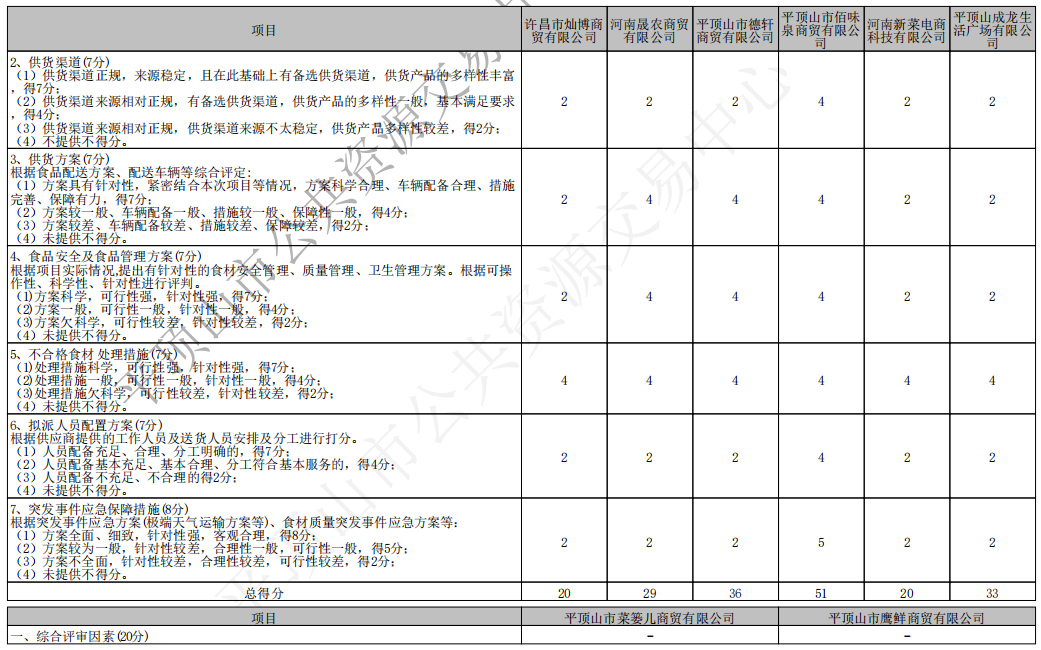 项目 许昌市灿博商贸有限公司 河南晟农商贸有限公司 平顶山市德轩商贸有限公司 平顶山市佰味泉商贸有限公司 河南新菜电商科技有限公司 平顶山成龙生活广场有限公司
2、供货渠道(7分)
(1)供货渠道正规，来源稳定，且在此基础上有备选供货渠道，供货产品的多样性丰富
，得7分；
(2)供货渠道来源相对正规，有备选供货渠道，供货产品的多样性一般，基本满足要求
，得4分；
(3)供货渠道来源相对正规，供货渠道来源不太稳定，供货产品多样性较差，得2分；
(4)不提供不得分。
2 2 2 4 2 2
3、供货方案(7分)
根据食品配送方案、配送车辆等综合评定:
(1)方案具有针对性，紧密结合本次项目等情况，方案科学合理、车辆配备合理、措施
完善、保障有力，得7分；
(2)方案较一般、车辆配备一般、措施较一般、保障性一般，得4分；
(3)方案较差、车辆配备较差、措施较差、保障较差，得2分；
(4)未提供不得分。
2 4 4 4 2 2
4、食品安全及食品管理方案(7分)
根据项目实际情况,提出有针对性的食材安全管理、质量管理、卫生管理方案。根据可操
作性、科学性、针对性进行评判。
(1)方案科学，可行性强，针对性强，得7分；
(2)方案一般，可行性一般，针对性一般，得4分；
(3)方案欠科学，可行性较差，针对性较差，得2分；
(4)未提供不得分。
2 4 4 4 2 2
5、不合格食材 处理措施(7分)
(1)处理措施科学，可行性强，针对性强，得7分；
(2)处理措施一般，可行性一般，针对性一般，得4分；
(3)处理措施欠科学，可行性较差，针对性较差，得2分；
(4)未提供不得分。
4 4 4 4 4 4
6、拟派人员配置方案(7分)
根据供应商提供的工作人员及送货人员安排及分工进行打分。
(1)人员配备充足、合理、分工明确的，得7分；
(2)人员配备基本充足、基本合理、分工符合基本服务的，得4分；
(3)人员配备不充足、不合理的得2分；
(4)未提供不得分。
2 2 2 4 2 2
7、突发事件应急保障措施(8分)
根据突发事件应急方案(极端天气运输方案等)、食材质量突发事件应急方案等:
(1)方案全面、细致，针对性强，客观合理，得8分；
(2)方案较为一般，针对性较差，合理性一般，可行性一般，得5分；
(3)方案不全面，针对性较差，合理性较差，可行性较差，得2分；
(4)未提供不得分。
2 2 2 5 2 2
总得分 20 29 36 51 20 33
项目 平顶山市菜篓儿商贸有限公司 平顶山市鹰鲜商贸有限公司
一、综合评审因素(20分) - -
平顶山市公共资源交易中心
平顶山市公共资源交易中心